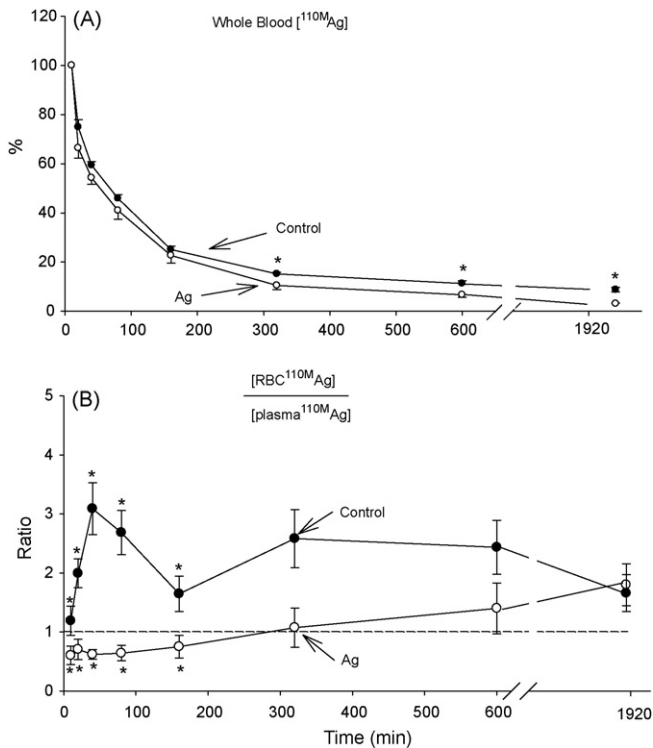 (A)
Whole Blood [110MAg]
120
100
80
60
40
20
0
%
Control
Ag
*
*
*
0 100 200 300 400 500 600 1920
(B)
[RBC110MAg]
[plasma110MAg]
5
4
3
2
1
0
Ratio
*
*
*
*
*
Control
Ag
* * * * *
0 100 200 300 400 500 600 1920
Time (min)